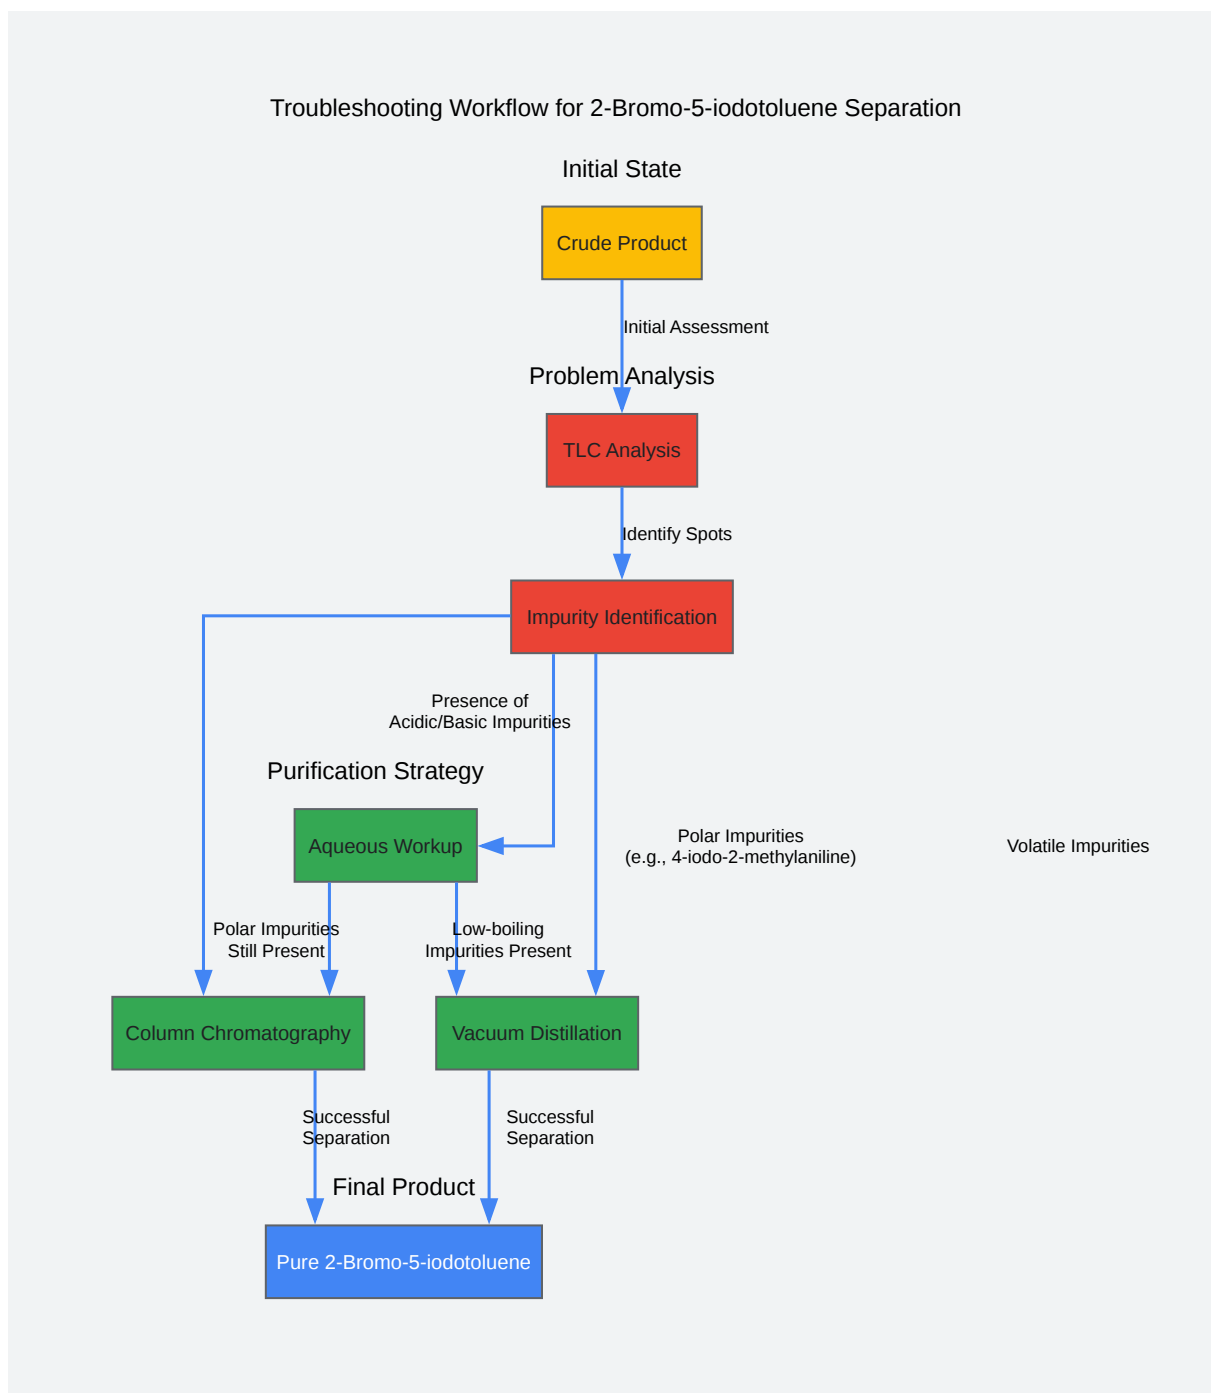 Troubleshooting Workflow for 2-Bromo-5-iodotoluene Separation
Initial State
Crude Product
Initial Assessment
Problem Analysis
TLC Analysis
Identify Spots
Impurity Identification
Presence of
Acidic/Basic Impurities
Purification Strategy
Aqueous Workup
Polar Impurities
(e.g., 4-iodo-2-methylaniline)
Volatile Impurities
Polar Impurities
Still Present
Low-boiling
Impurities Present
Column Chromatography
Vacuum Distillation
Successful
Separation
Successful
Separation
Final Product
Pure 2-Bromo-5-iodotoluene